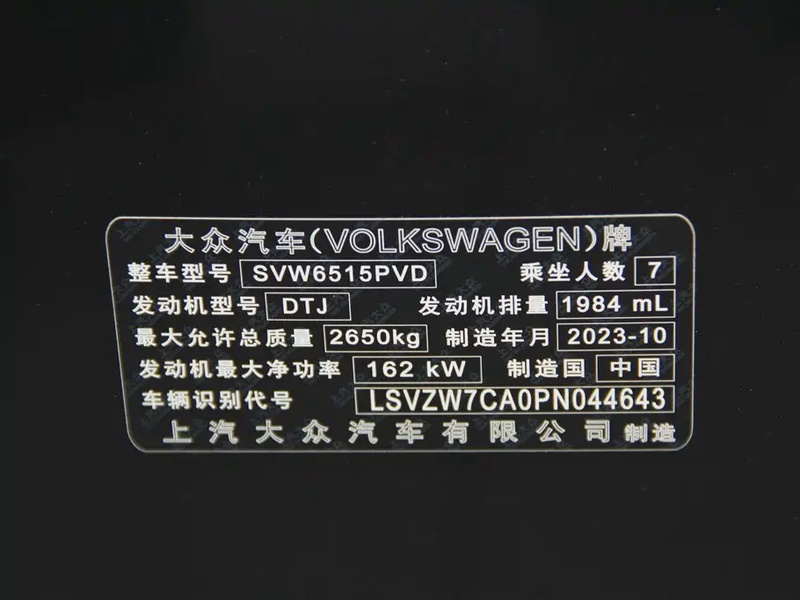 大众汽车(VOLKSWAGEN)牌
整车型号 SVW6515PVD 乘坐人数 7
发动机型号 DTJ 发动机排量 1984 mL
最大允许总质量 2650kg 制造年月 2023-10
发动机最大净功率 162 kW 制造国 中国
车辆识别代号 LSVZW7CA0PN044643
上汽大众汽车有限公司 制造